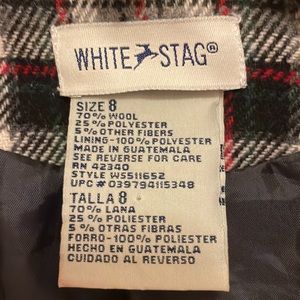 WHITE STAG®
SIZE 8
70% WOOL
25% POLYESTER
5% OTHER FIBERS
LINING-100% POLYESTER
MADE IN GUATEMALA
SEE REVERSE FOR CARE
RN 42340
STYLE WS511652
UPC# 039794115348
TALLA 8
70% LANA
25% POLIESTER
5% OTRAS FIBRAS
FORRO-100% POLIESTER
HECHO EN GUATEMALA
CUIDADO AL REVERSO